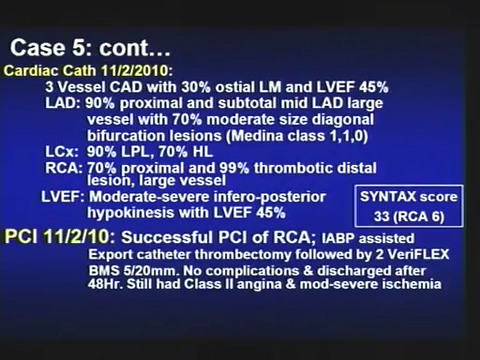 Case 5: cont…
Cardiac Cath 11/2/2010:
3 Vessel CAD with 30% ostial LM and LVEF 45%
LAD: 90% proximal and subtotal mid LAD large
vessel with 70% moderate size diagonal
bifurcation lesions (Medina class 1,1,0)
LCx: 90% LPL, 70% HL
RCA: 70% proximal and 99% thrombotic distal
lesion, large vessel
LVEF: Moderate-severe infero-posterior
hypokinesis with LVEF 45%
SYNTAX score
33 (RCA 6)
PCI 11/2/10: Successful PCI of RCA; IABP assisted
Export catheter thrombectomy followed by 2 VeriFLEX
BMS 5/20mm. No complications & discharged after
48Hr. Still had Class II angina & mod-severe ischemia